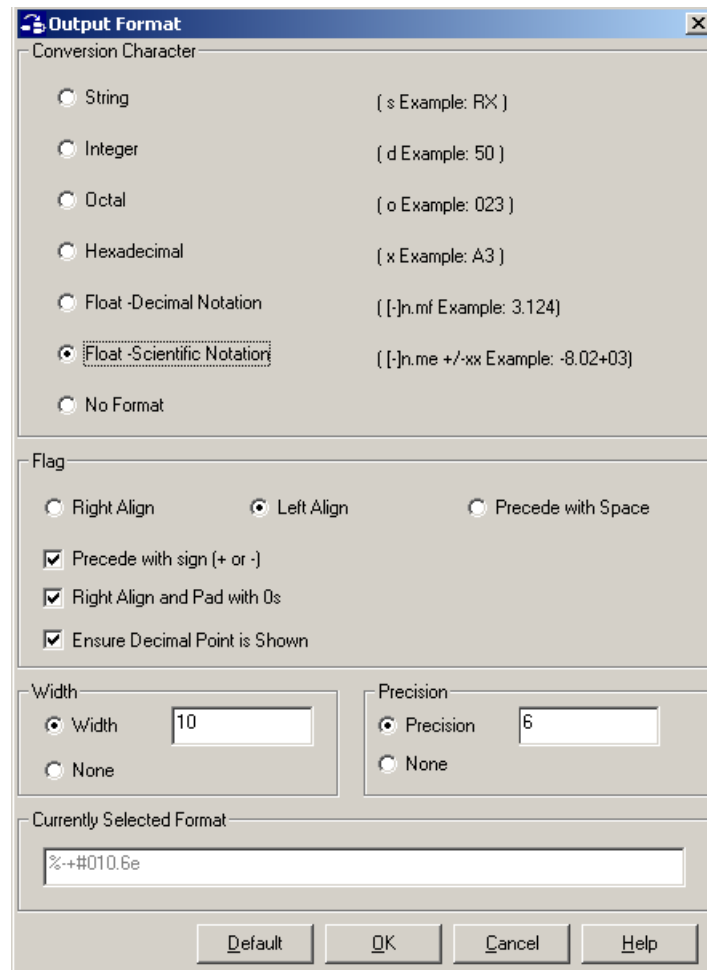 Output Format
Conversion Character
String ( s Example: RX )
Integer ( d Example: 50 )
Octal ( o Example: 023 )
Hexadecimal ( x Example: A3 )
Float -Decimal Notation ( [-]n.mf Example: 3.124)
Float -Scientific Notation ( [-]n.me +/-xx Example: -8.02+03)
No Format
Flag
Right Align Left Align Precede with Space
Precede with sign (+ or -)
Right Align and Pad with 0s
Ensure Decimal Point is Shown
Width Precision
Width 10 Precision 6
None None
Currently Selected Format
%-+#010.6e
Default OK Cancel Help